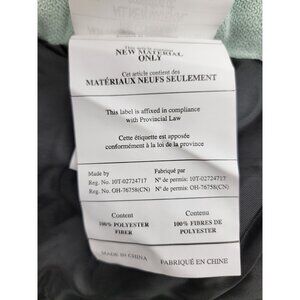 NEW MATERIAL
ONLY
Cet article contient des
MATÉRIAUX NEUFS SEULEMENT
This label is affixed in compliance
with Provincial Law
Cette étiquette est apposée
conformément à la loi de la province
Made by
Reg. No. 10T-02724717
Reg. No. OH-76758(CN)
Fabriqué par
N° de permis: 10T-02724717
N° de permis: OH-76758(CN)
Content
100% POLYESTER
FIBER
Contenu
100% FIBRES DE
POLYESTER
MADE IN CHINA
FABRIQUÉ EN CHINE